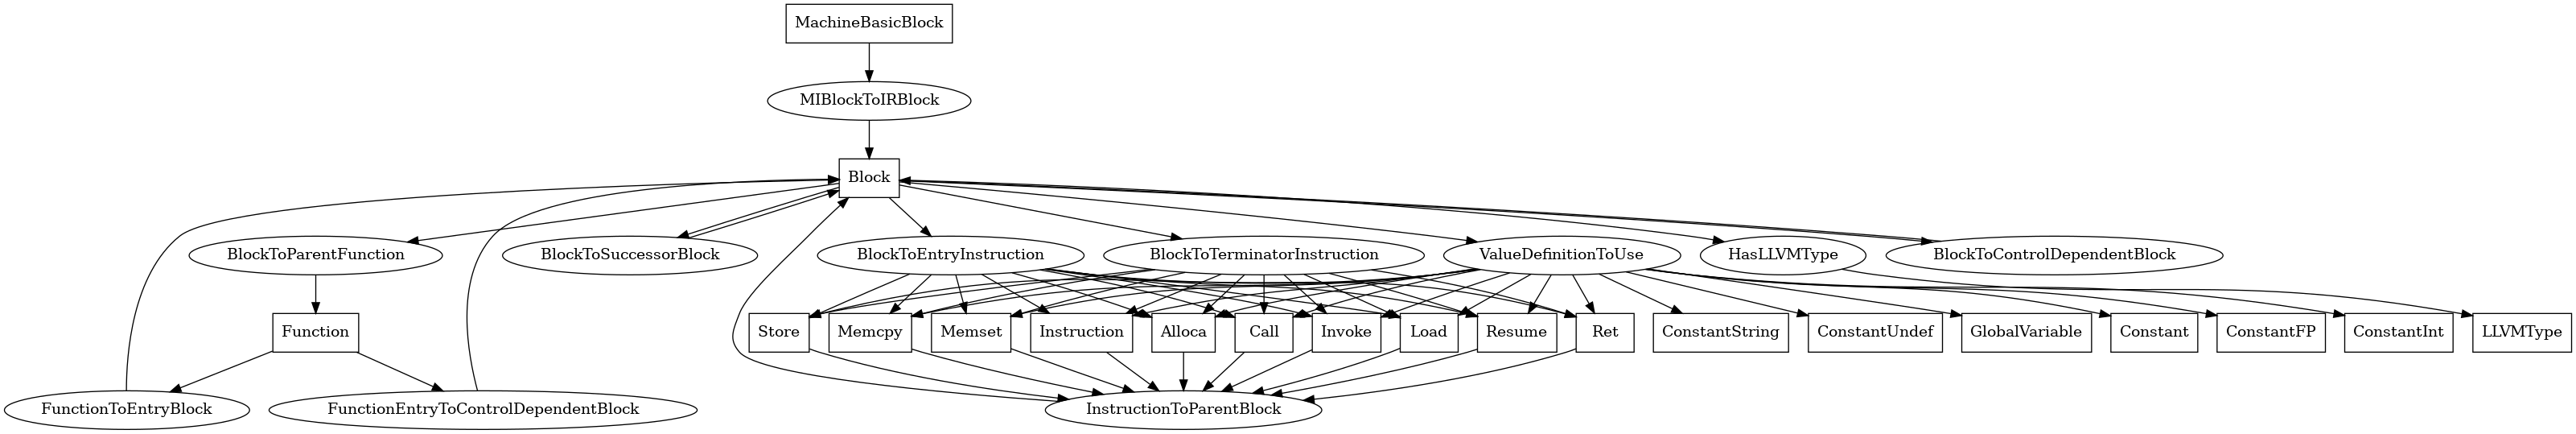 MachineBasicBlock
MIBlockToIRBlock
Block
BlockToParentFunction
BlockToSuccessorBlock
BlockToEntryInstruction
BlockToTerminatorInstruction
ValueDefinitionToUse
HasLLVMType
BlockToControlDependentBlock
Function
Store
Memcpy
Memset
Instruction
Alloca
Call
Invoke
Load
Resume
Ret
ConstantString
ConstantUndef
GlobalVariable
Constant
ConstantFP
ConstantInt
LLVMType
FunctionToEntryBlock
FunctionEntryToControlDependentBlock
InstructionToParentBlock